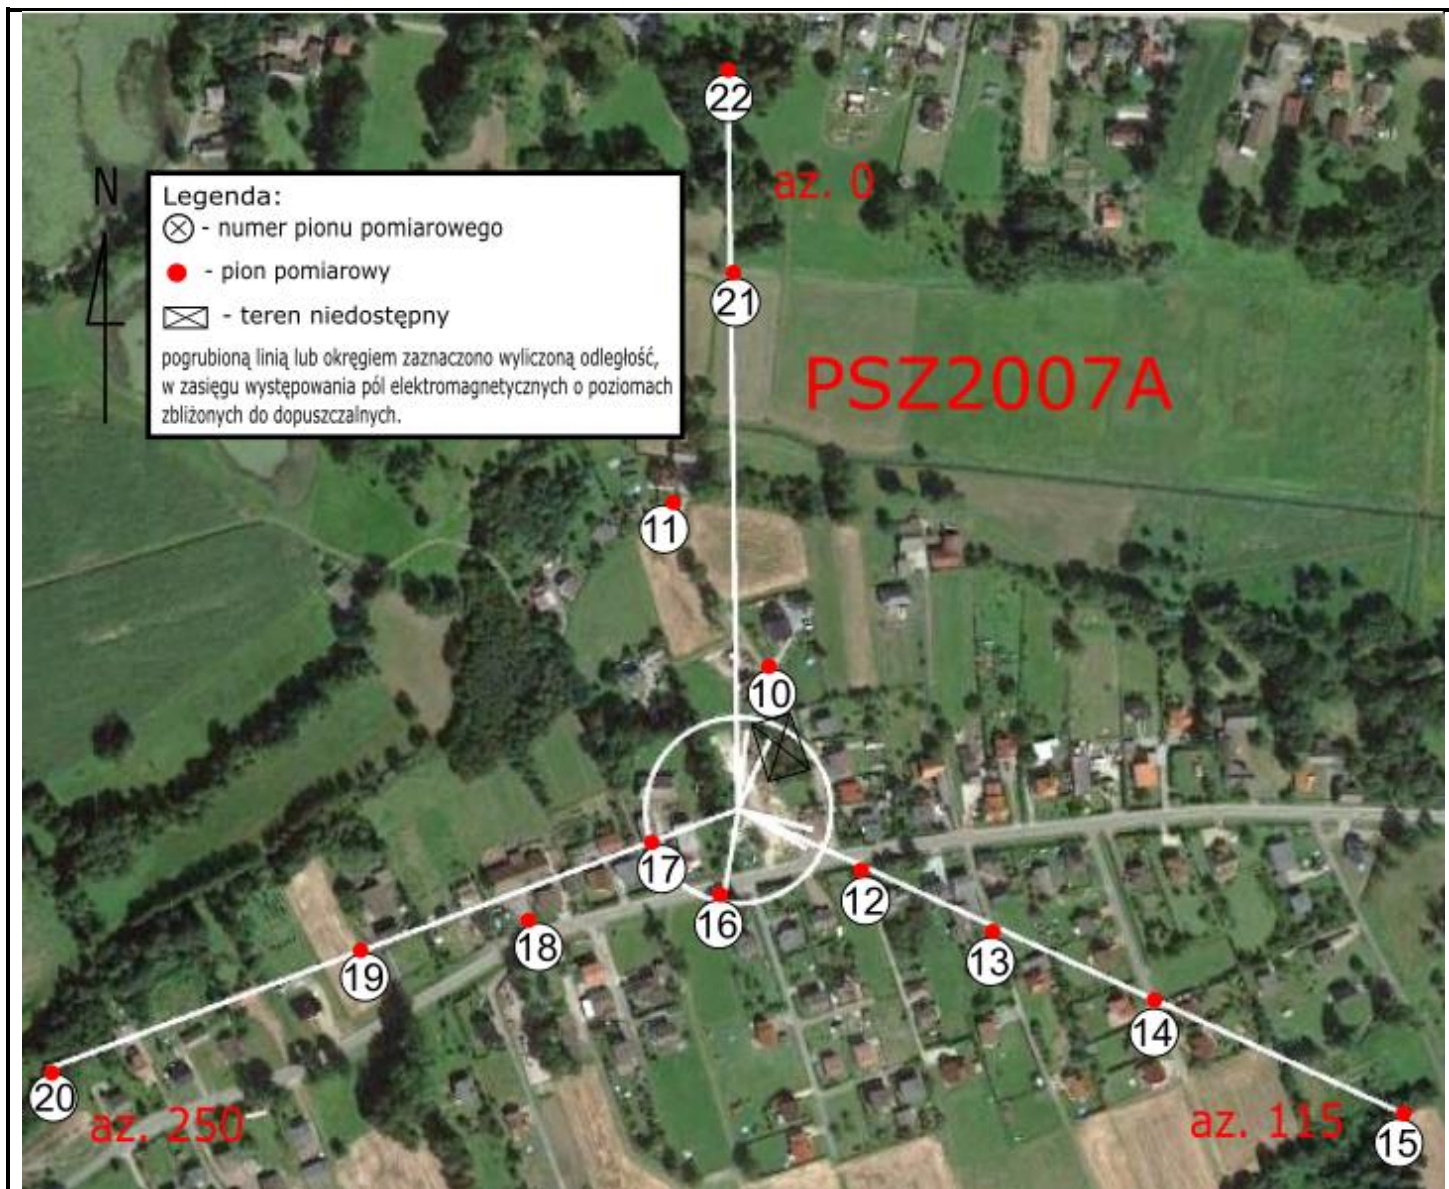 22
az. 0
N
Legenda:
- numer pionu pomiarowego
- pion pomiarowy
- teren niedostępny
pogrubioną linią lub okręgiem zaznaczono wyliczoną odległość,
w zasięgu występowania pól elektromagnetycznych o poziomach
zbliżonych do dopuszczalnych.
21
PSZ2007A
11
10
17
12
16
18
13
19
14
20
az. 250
az. 115
15